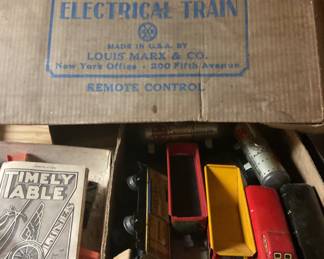 ELECTRICAL TRAIN
MADE IN U.S.A. BY
LOUIS MARX & CO.
New York Office - 200 Fifth Avenue
REMOTE CONTROL
TIMELY
TABLE